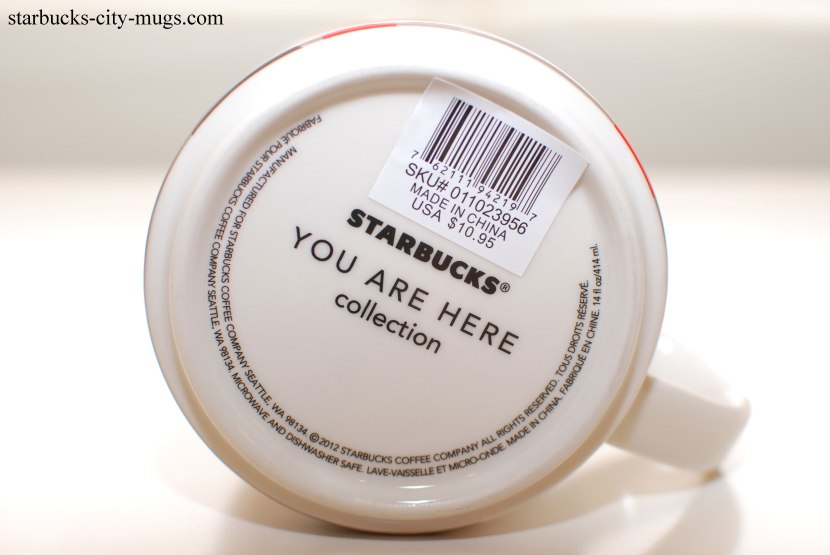 starbucks-city-mugs.com
7 62111 94219 7
SKU# 011023956
MADE IN CHINA
USA $10.95
STARBUCKS®
YOU ARE HERE
collection
MANUFACTURED FOR STARBUCKS COFFEE COMPANY SEATTLE, WA 98134. ©2012 STARBUCKS COFFEE COMPANY ALL RIGHTS RESERVED. TOUS DROITS RÉSERVÉ.
FABRIQUÉ POUR STARBUCKS COFFEE COMPANY SEATTLE, WA 98134. MICROWAVE AND DISHWASHER SAFE. LAVE-VAISSELLE ET MICRO-ONDE. MADE IN CHINA. FABRIQUÉ EN CHINE. 14 fl oz/414 ml.